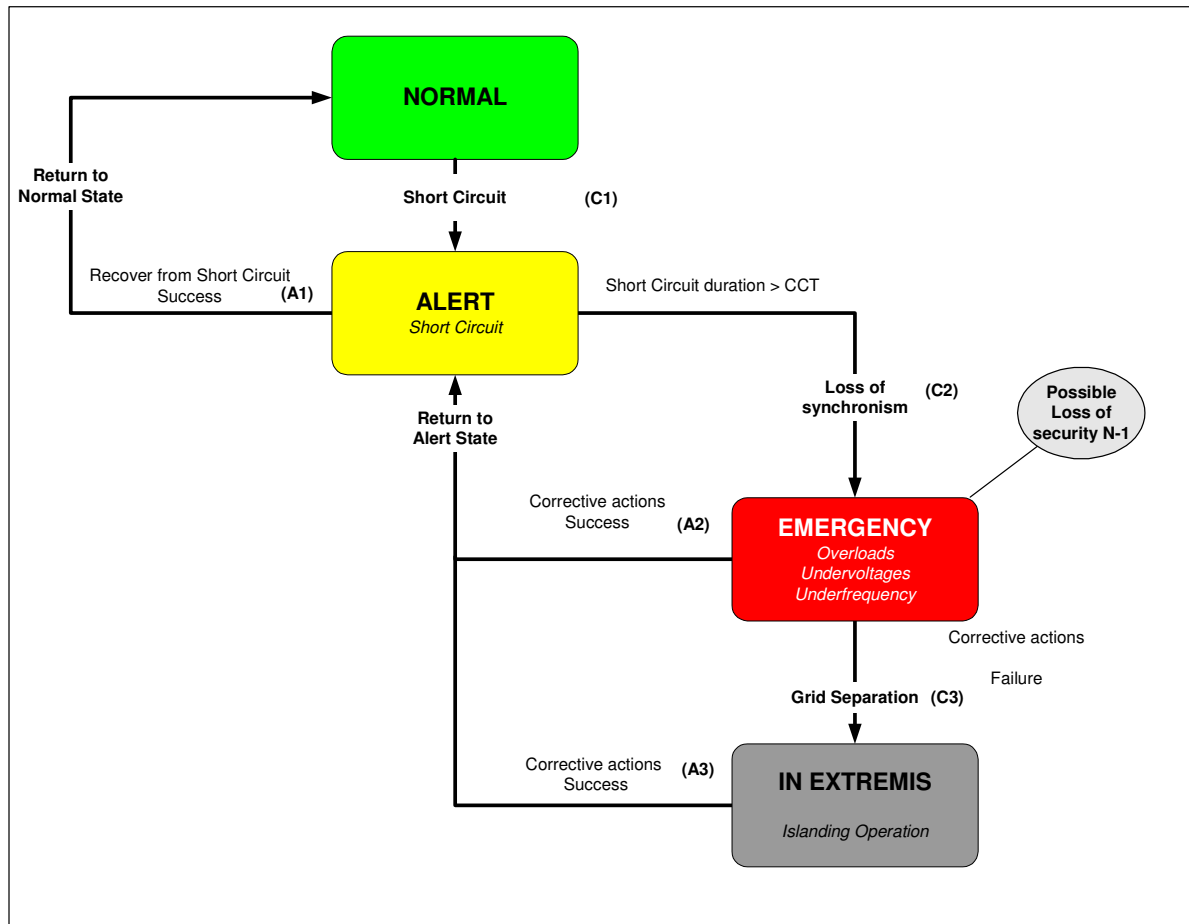 NORMAL
Return to
Normal State
Short Circuit (C1)
Recover from Short Circuit
Success (A1)
ALERT
Short Circuit
Short Circuit duration > CCT
Loss of
synchronism (C2)
Possible
Loss of
security N-1
Return to
Alert State
Corrective actions
Success (A2)
EMERGENCY
Overloads
Undervoltages
Underfrequency
Corrective actions
Failure
Grid Separation (C3)
Corrective actions
Success (A3)
IN EXTREMIS
Islanding Operation